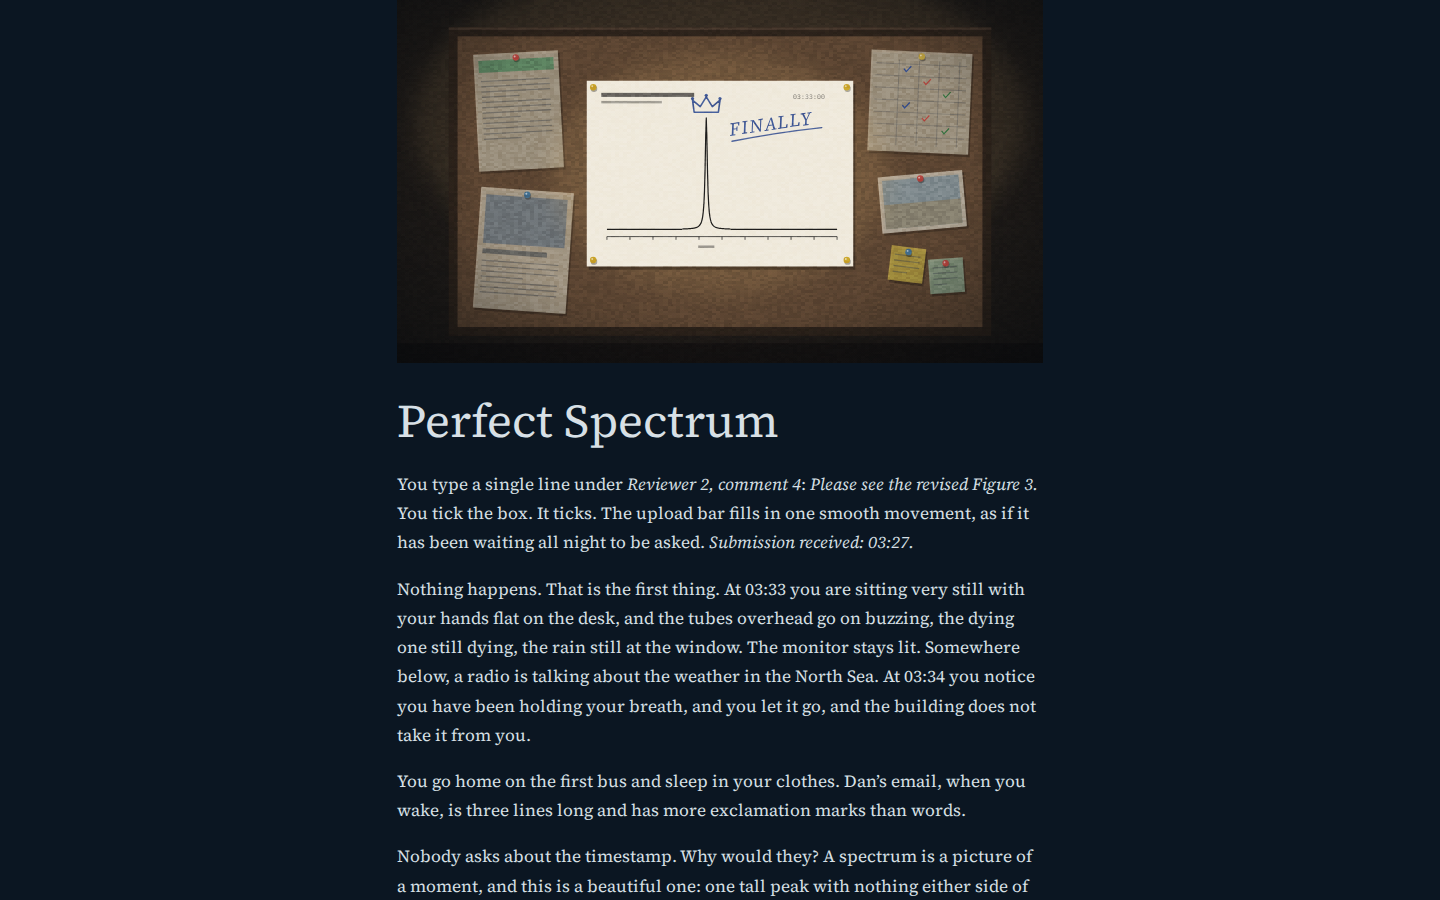 03:33:00
FINALLY
Perfect Spectrum
You type a single line under Reviewer 2, comment 4: Please see the revised Figure 3.
You tick the box. It ticks. The upload bar fills in one smooth movement, as if it
has been waiting all night to be asked. Submission received: 03:27.
Nothing happens. That is the first thing. At 03:33 you are sitting very still with
your hands flat on the desk, and the tubes overhead go on buzzing, the dying
one still dying, the rain still at the window. The monitor stays lit. Somewhere
below, a radio is talking about the weather in the North Sea. At 03:34 you notice
you have been holding your breath, and you let it go, and the building does not
take it from you.
You go home on the first bus and sleep in your clothes. Dan’s email, when you
wake, is three lines long and has more exclamation marks than words.
Nobody asks about the timestamp. Why would they? A spectrum is a picture of
a moment, and this is a beautiful one: one tall peak with nothing either side of